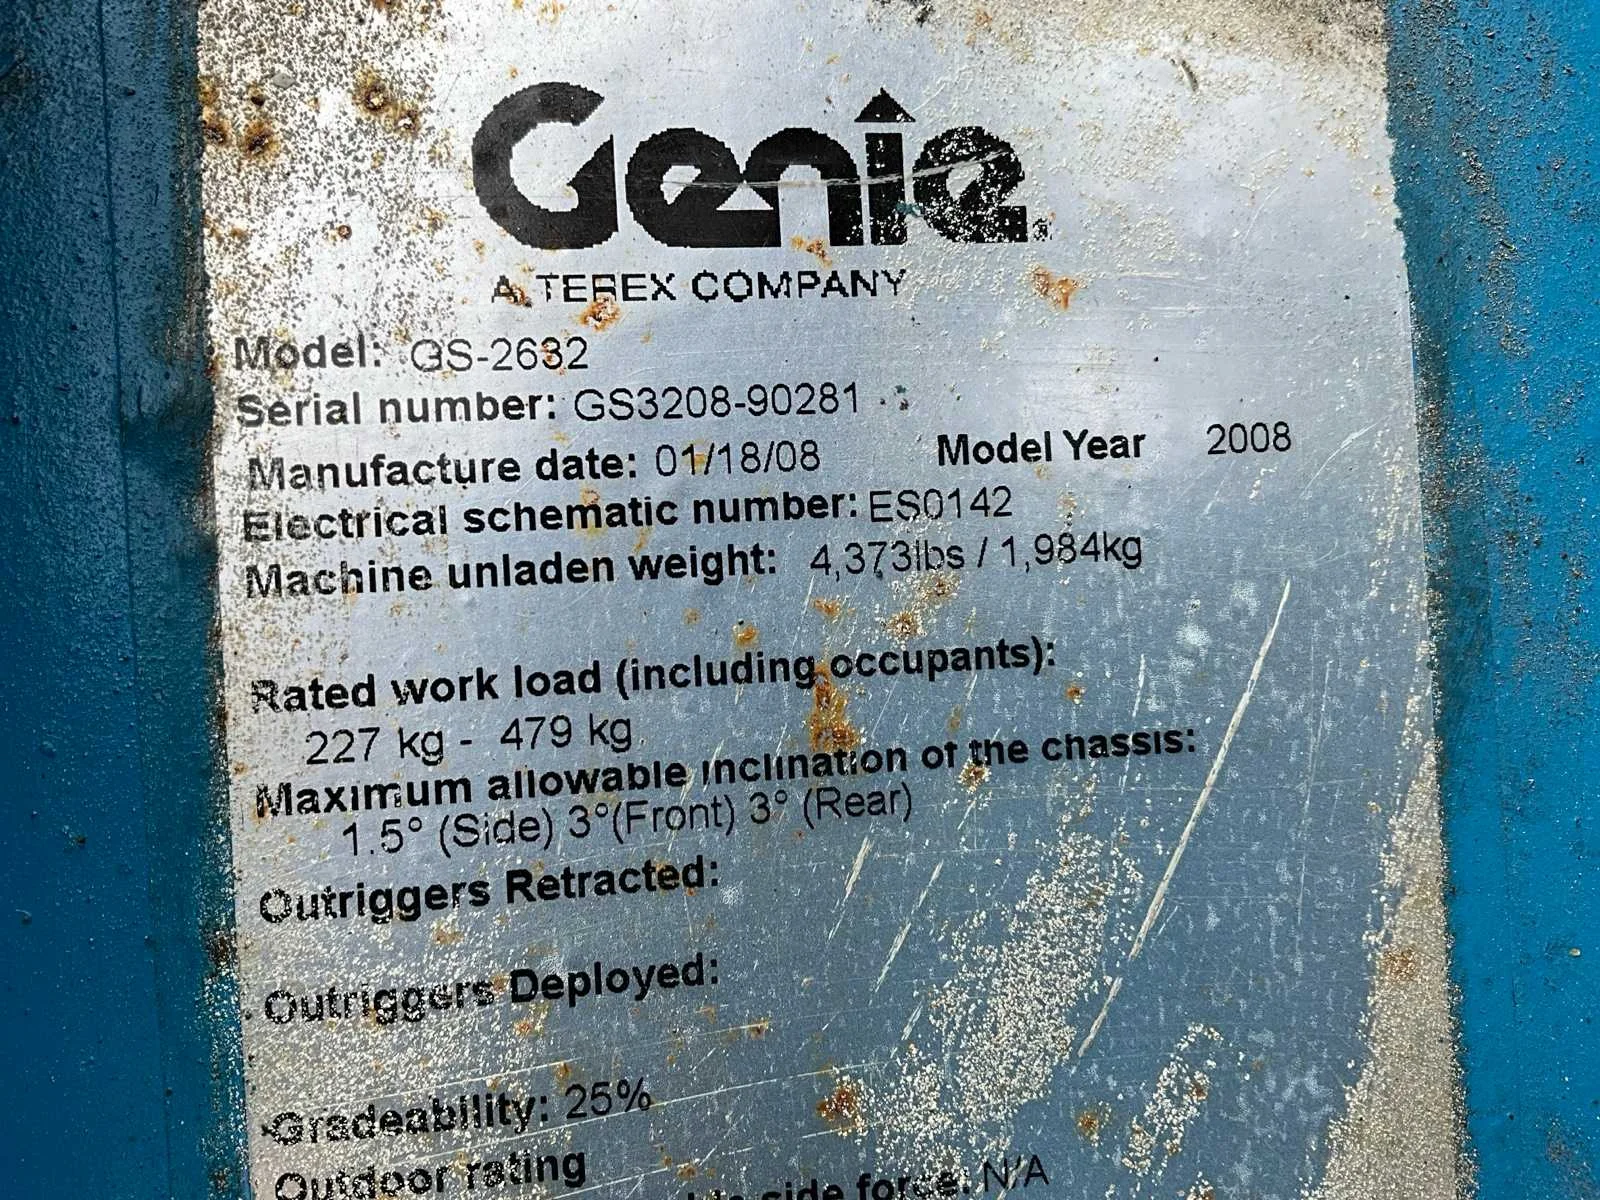 Genie
A TEREX COMPANY
Model: GS-2632
Serial number: GS3208-90281
Manufacture date: 01/18/08 Model Year 2008
Electrical schematic number: ES0142
Machine unladen weight: 4,373lbs / 1,984kg
Rated work load (including occupants):
227 kg - 479 kg
Maximum allowable inclination of the chassis:
1.5° (Side) 3°(Front) 3° (Rear)
Outriggers Retracted:
Outriggers Deployed:
Gradeability: 25%
Outdoor rating
side force: N/A